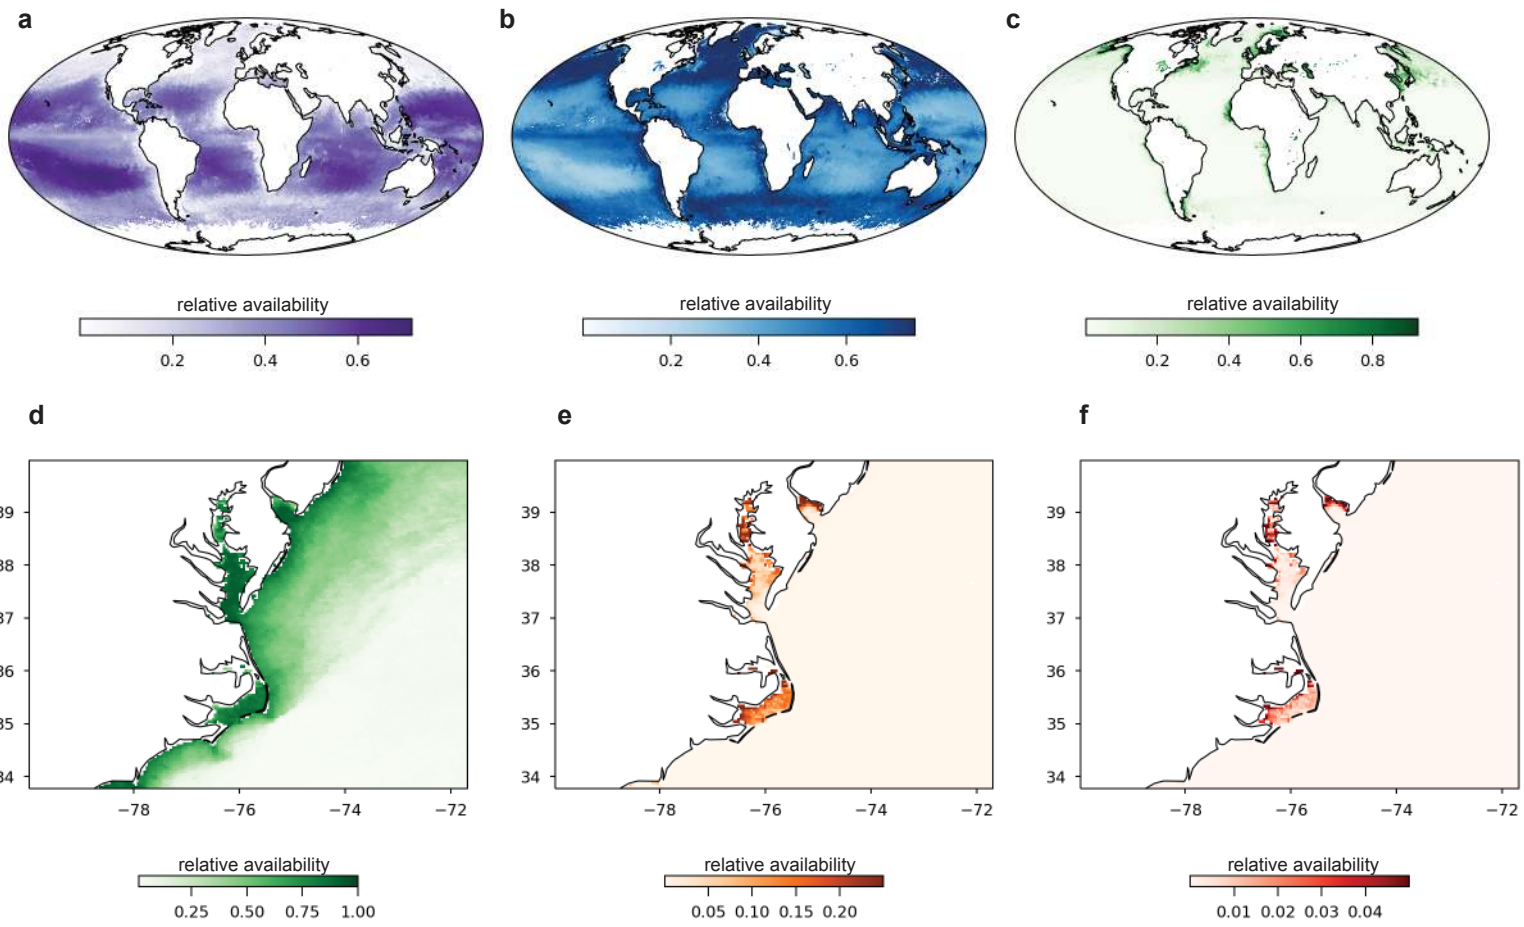 a b c
relative availability relative availability relative availability
0.2 0.4 0.6 0.2 0.4 0.6 0.2 0.4 0.6 0.8
d e f
39 39 39
38 38 38
37 37 37
36 36 36
35 35 35
34 34 34
−78 −76 −74 −72 −78 −76 −74 −72 −78 −76 −74 −72
relative availability relative availability relative availability
0.25 0.50 0.75 1.00 0.05 0.10 0.15 0.20 0.01 0.02 0.03 0.04